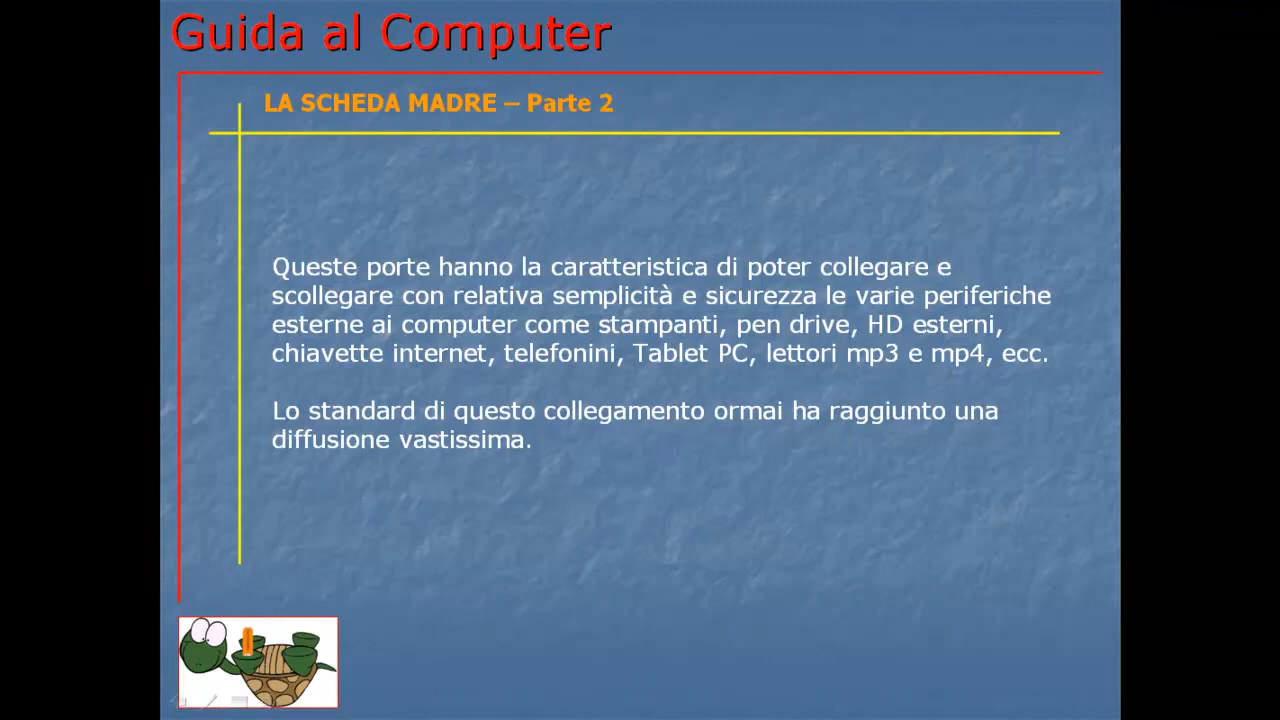 Guida al Computer
LA SCHEDA MADRE – Parte 2
Queste porte hanno la caratteristica di poter collegare e
scollegare con relativa semplicità e sicurezza le varie periferiche
esterne ai computer come stampanti, pen drive, HD esterni,
chiavette internet, telefonini, Tablet PC, lettori mp3 e mp4, ecc.
Lo standard di questo collegamento ormai ha raggiunto una
diffusione vastissima.